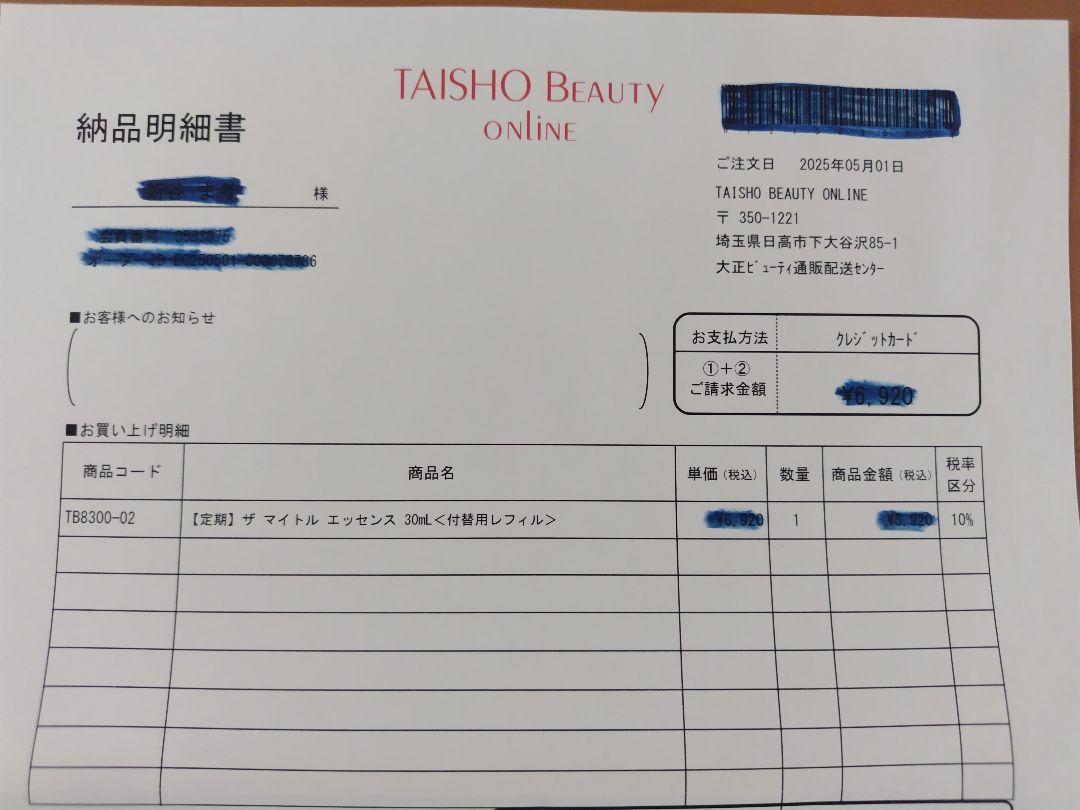 TAISHO BEAUTY
ONLINE
納品明細書
様
ご注文日 2025年05月01日
TAISHO BEAUTY ONLINE
〒 350-1221
埼玉県日高市下大谷沢85-1
大正ﾋﾞｭｰﾃｨ通販配送ｾﾝﾀｰ
■お客様へのお知らせ
お支払方法 ｸﾚｼﾞｯﾄｶｰﾄﾞ
①+②
ご請求金額 ¥6,920
■お買い上げ明細
商品コード 商品名 単価(税込) 数量 商品金額(税込) 税率区分
TB8300-02 【定期】ザ マイトル エッセンス 30mL<付替用レフィル> ¥6,920 1 ¥6,920 10%